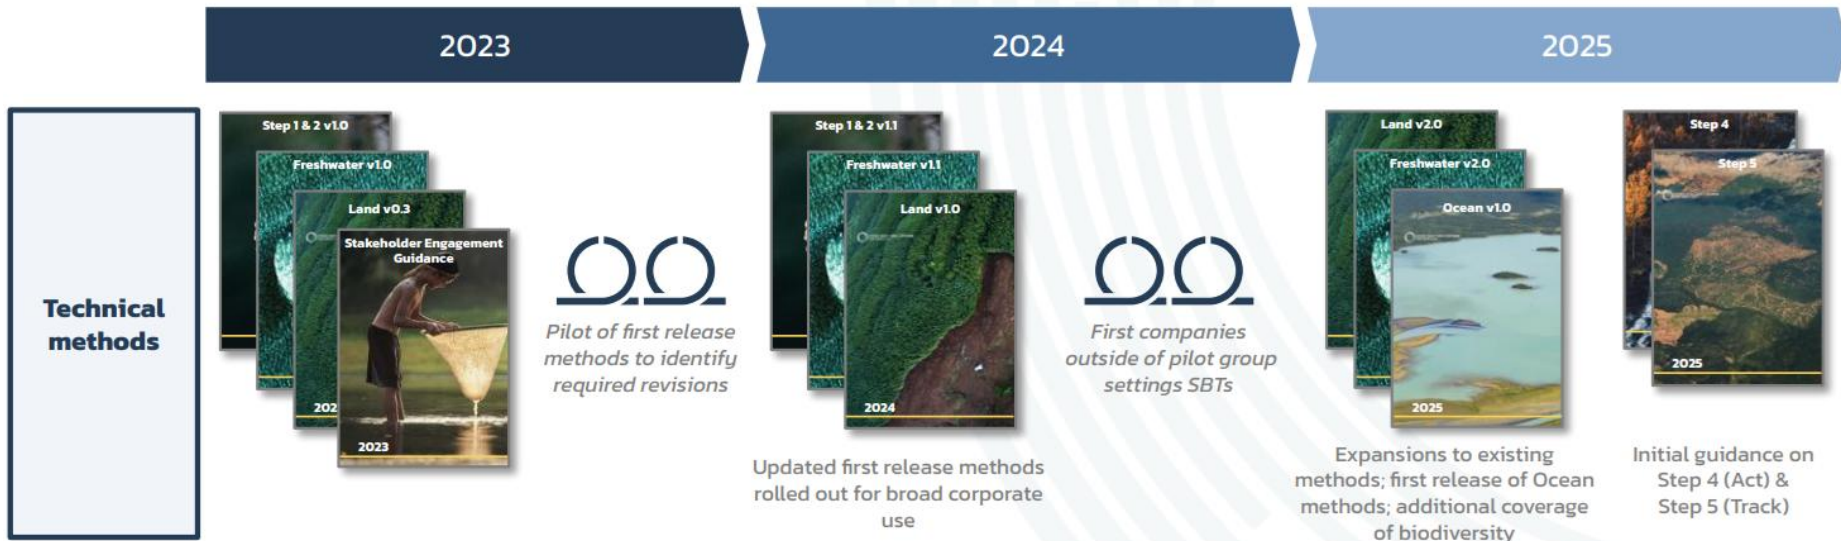 2023
2024
2025
Technical
methods
Step 1 & 2 v1.0
Freshwater v1.0
Land v0.3
Stakeholder Engagement
Guidance
202
2023
Pilot of first release
methods to identify
required revisions
Step 1 & 2 v1.1
Freshwater v1.1
Land v1.0
2024
Updated first release methods
rolled out for broad corporate
use
First companies
outside of pilot group
settings SBTs
Land v2.0
Freshwater v2.0
Ocean v1.0
2025
Expansions to existing
methods; first release of Ocean
methods; additional coverage
of biodiversity
Step 4
Step 5
2025
Initial guidance on
Step 4 (Act) &
Step 5 (Track)